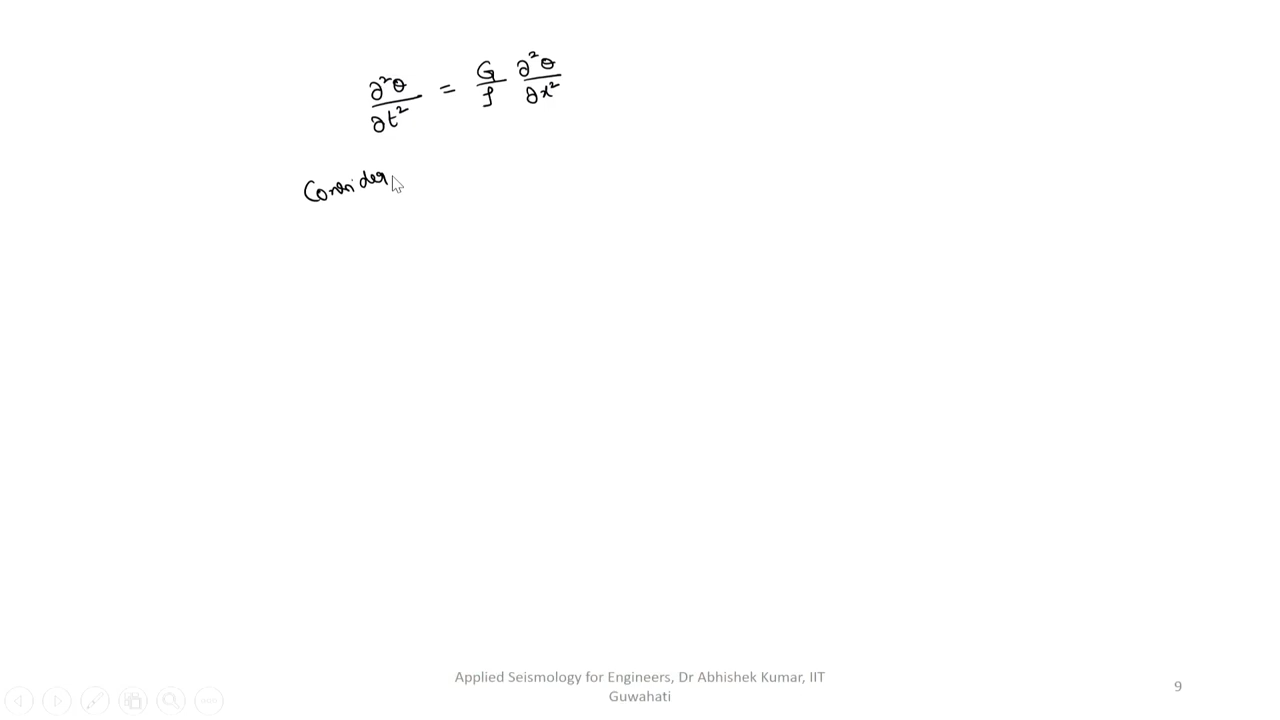 ∂²θ/∂t² = G/ρ ∂²θ/∂x²
Consider
Applied Seismology for Engineers, Dr Abhishek Kumar, IIT
Guwahati
9